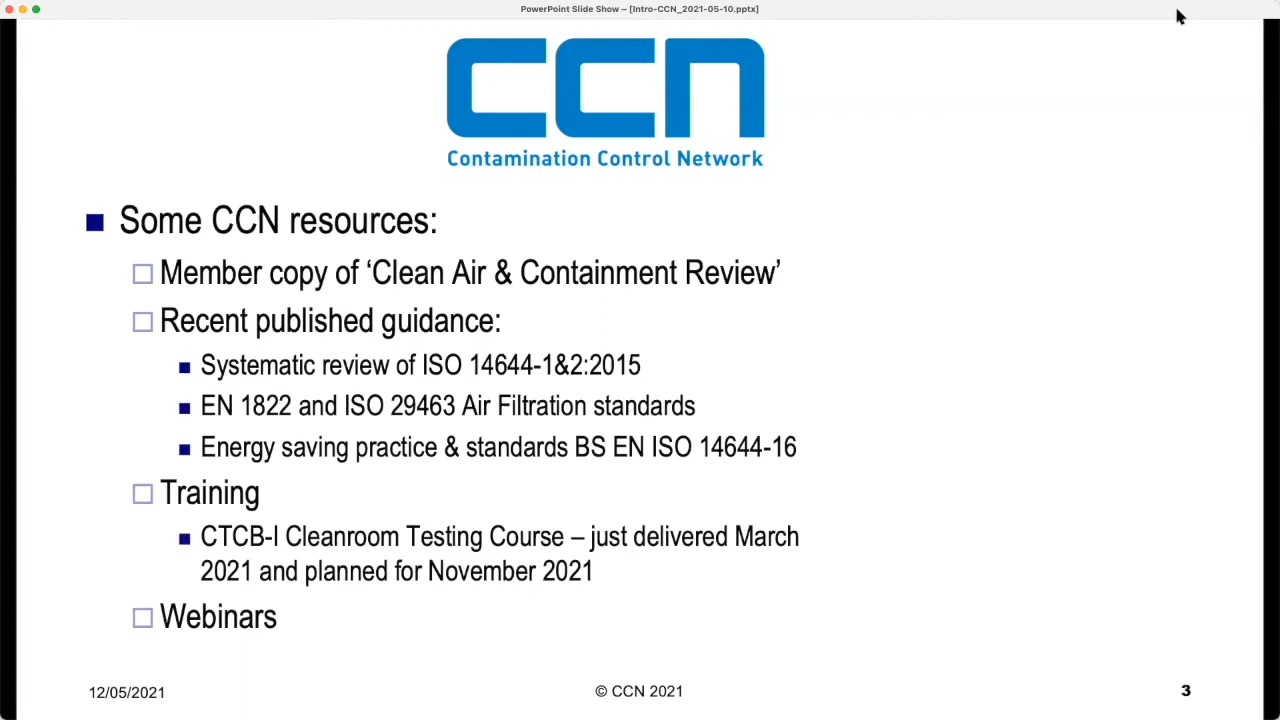 PowerPoint Slide Show – [Intro-CCN_2021-05-10.pptx]
CCN
Contamination Control Network
Some CCN resources:
Member copy of ‘Clean Air & Containment Review’
Recent published guidance:
Systematic review of ISO 14644-1&2:2015
EN 1822 and ISO 29463 Air Filtration standards
Energy saving practice & standards BS EN ISO 14644-16
Training
CTCB-I Cleanroom Testing Course – just delivered March
2021 and planned for November 2021
Webinars
12/05/2021
© CCN 2021
3